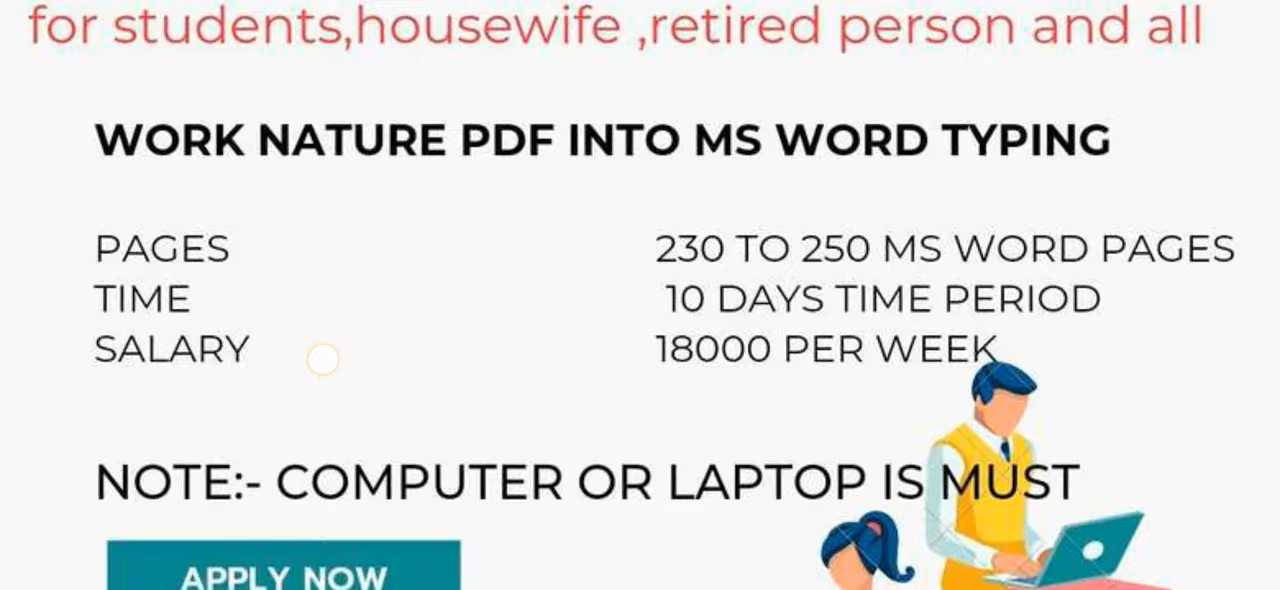 for students,housewife ,retired person and all
WORK NATURE PDF INTO MS WORD TYPING
PAGES 230 TO 250 MS WORD PAGES
TIME 10 DAYS TIME PERIOD
SALARY 18000 PER WEEK
NOTE:- COMPUTER OR LAPTOP IS MUST
APPLY NOW